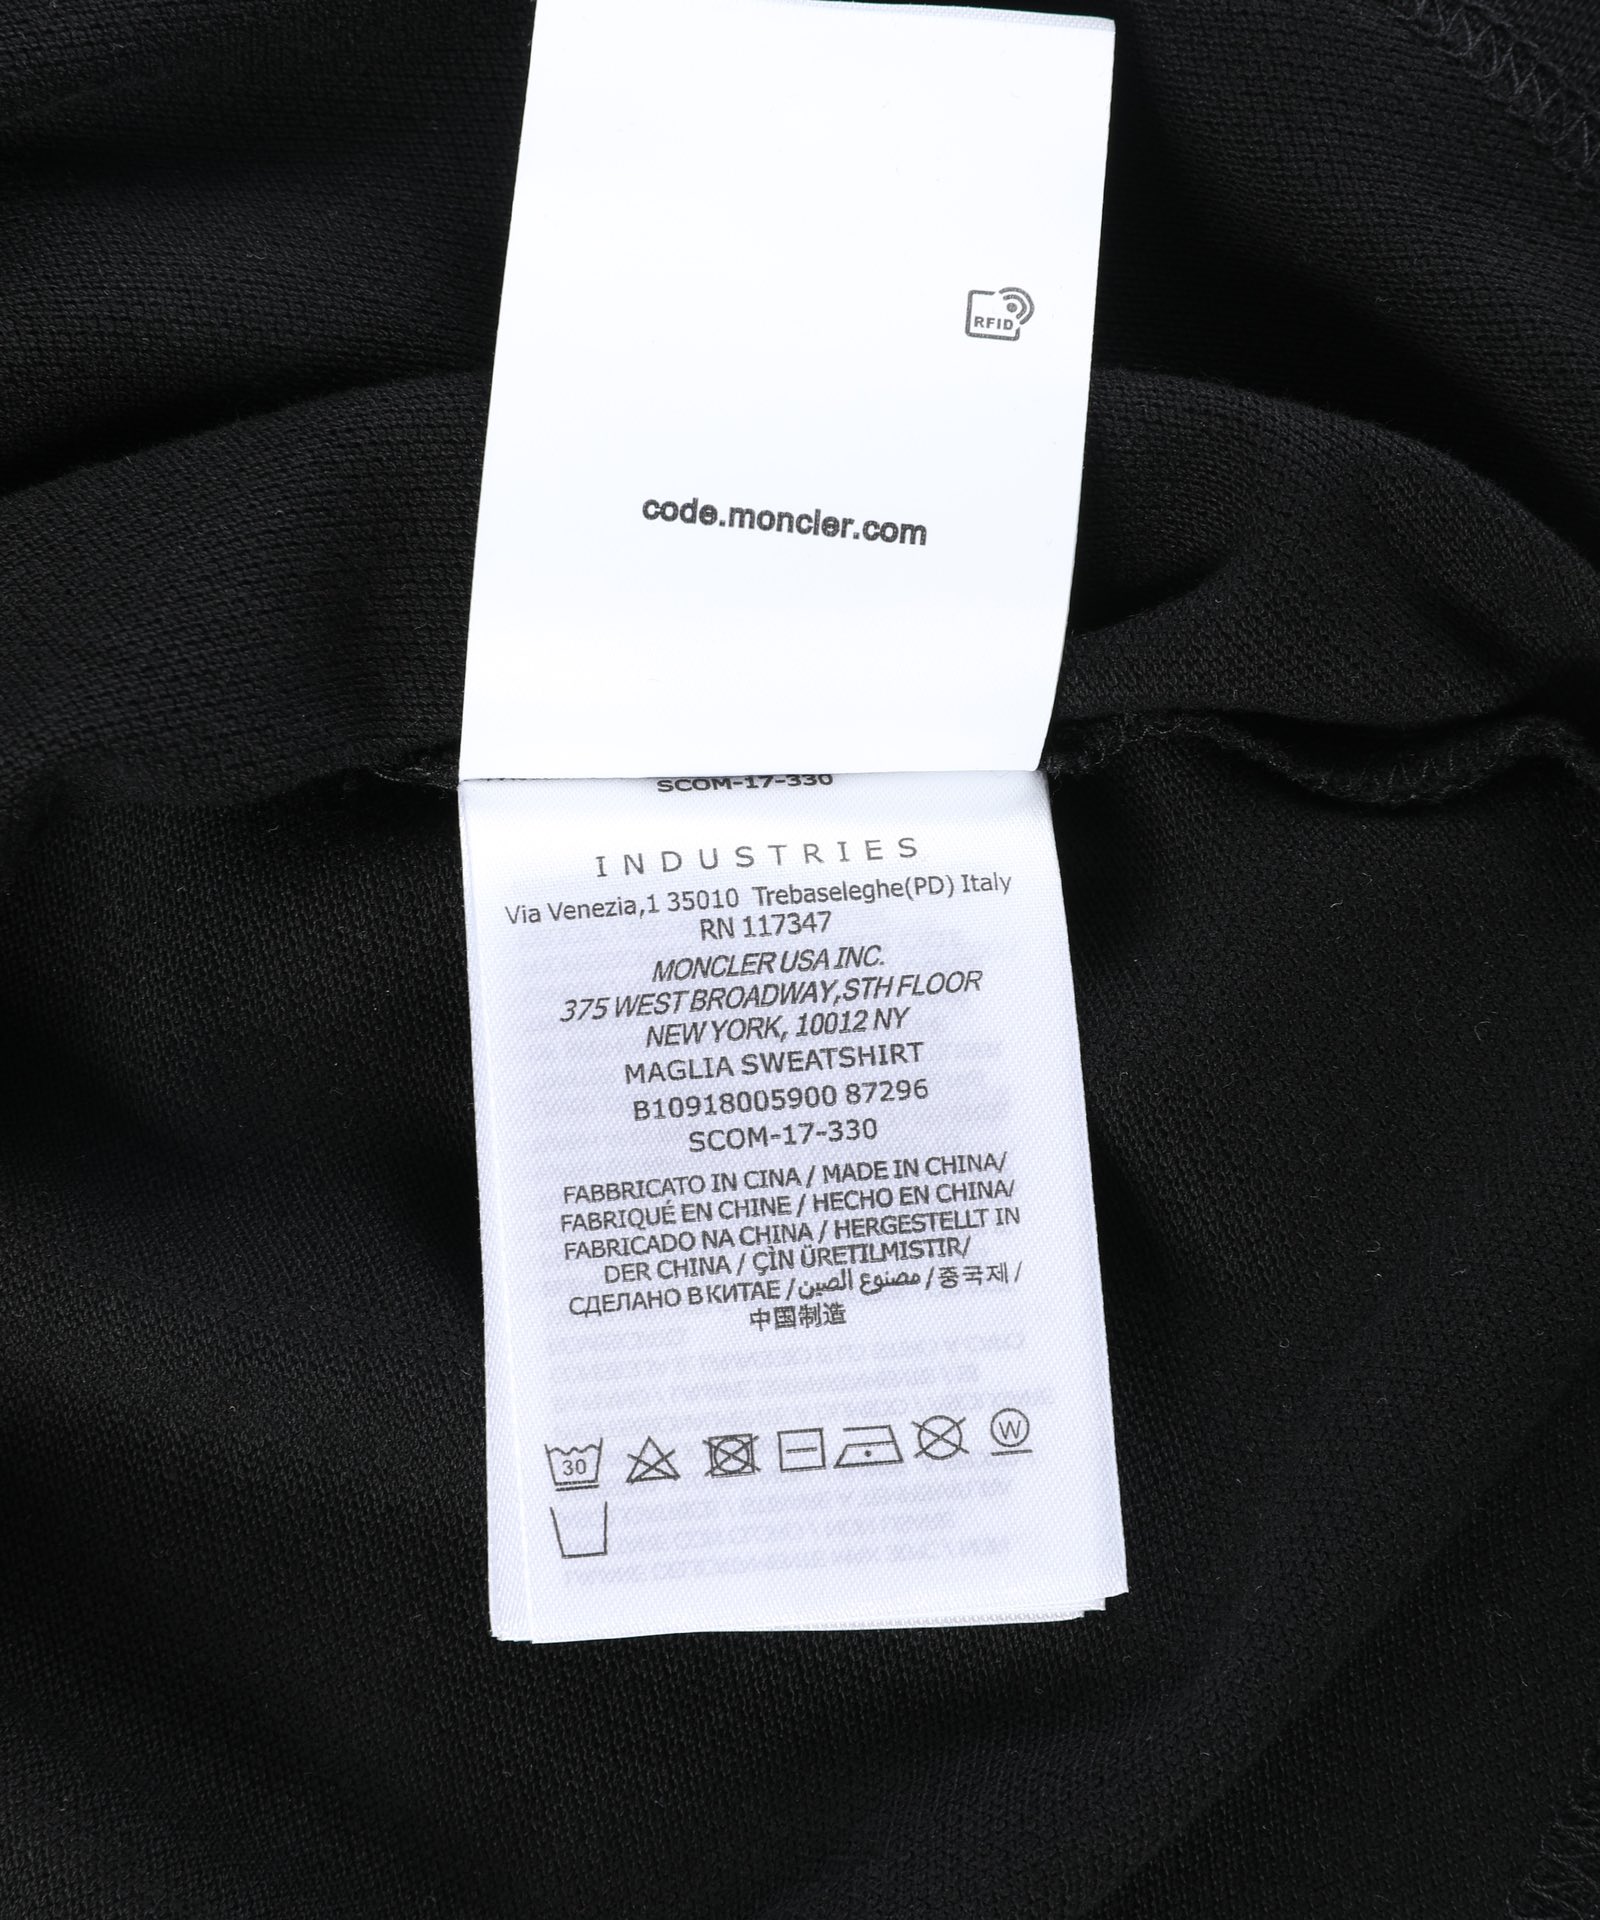 RFID
code.moncler.com
SCOM-17-330
INDUSTRIES
Via Venezia,1 35010 Trebaseleghe(PD) Italy
RN 117347
MONCLER USA INC.
375 WEST BROADWAY,STH FLOOR
NEW YORK, 10012 NY
MAGLIA SWEATSHIRT
B10918005900 87296
SCOM-17-330
FABBRICATO IN CINA / MADE IN CHINA/
FABRIQUÉ EN CHINE / HECHO EN CHINA/
FABRICADO NA CHINA / HERGESTELLT IN
DER CHINA / ÇİN ÜRETILMISTIR/
СДЕЛАНО В КИТАЕ / مصنوع الصين / 중국제 /
中国制造
30
W